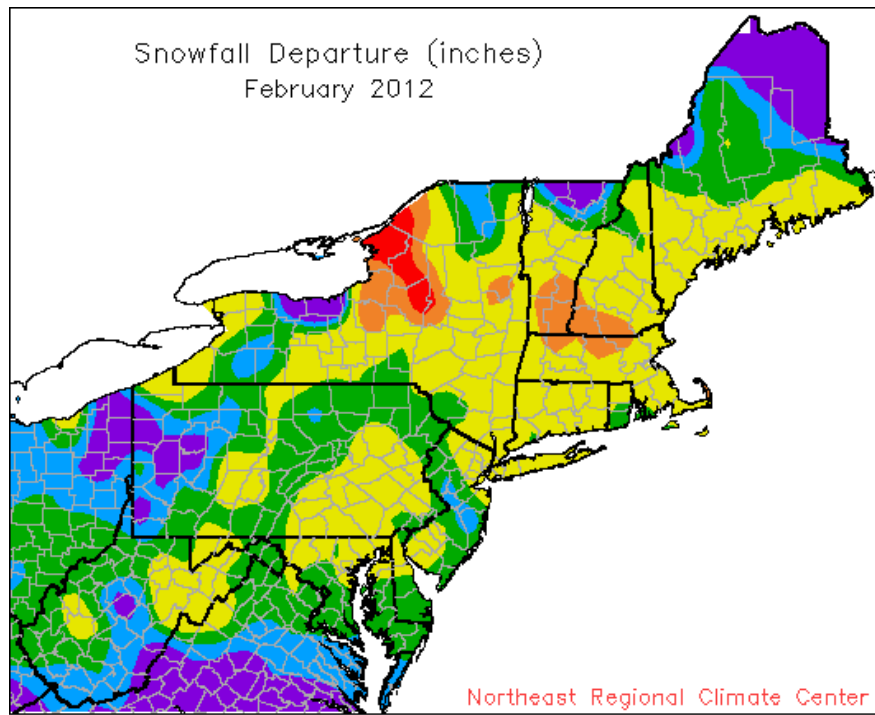 Snowfall Departure (inches)
February 2012
Northeast Regional Climate Center